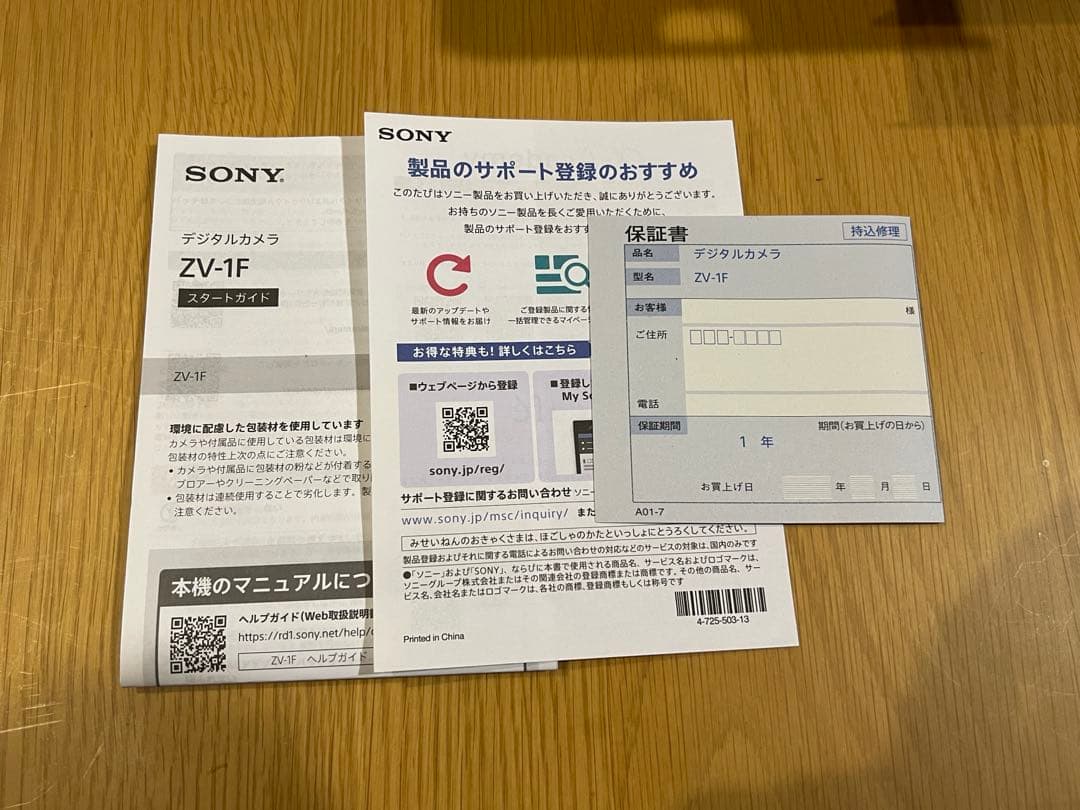 SONY
デジタルカメラ
ZV-1F
スタートガイド
ZV-1F
環境に配慮した包装材を使用しています
カメラや付属品に使用している包装材は環境に
包装材の特性上次の点にご注意ください。
• カメラや付属品に包装材の粉などが付着する
ブロアーやクリーニングペーパーなどで取り
• 包装材は連続使用することで劣化します。製
注意ください。
本機のマニュアルにつ
ヘルプガイド(Web取扱説明
https://rd1.sony.net/help/
ZV-1F ヘルプガイド
SONY
製品のサポート登録のおすすめ
このたびはソニー製品をお買い上げいただき、誠にありがとうございます。
お持ちのソニー製品を長くご愛用いただくために、
製品のサポート登録をおす
最新のアップデートや
サポート情報をお届け
ご登録製品に関する
一括管理できるマイペー
お得な特典も! 詳しくはこちら
■ウェブページから登録
sony.jp/reg/
■登録し
My So
サポート登録に関するお問い合わせ ソニー
www.sony.jp/msc/inquiry/ また
みせいねんのおきゃくさまは、ほごしゃのかたといっしょにとうろくしてください。
製品登録およびそれに関する電話によるお問い合わせの対応などのサービスの対象は、国内のみです
●「ソニー」および「SONY」、ならびに本書で使用される商品名、サービス名およびロゴマークは、
ソニーグループ株式会社またはその関連会社の登録商標または商標です。その他の商品名、サー
ビス名、会社名またはロゴマークは、各社の商標、登録商標もしくは称号です
4-725-503-13
Printed in China
保証書
持込修理
品名 デジタルカメラ
型名 ZV-1F
お客様 様
ご住所
電話
保証期間 期間(お買上げの日から)
1 年
お買上げ日 年 月 日
A01-7